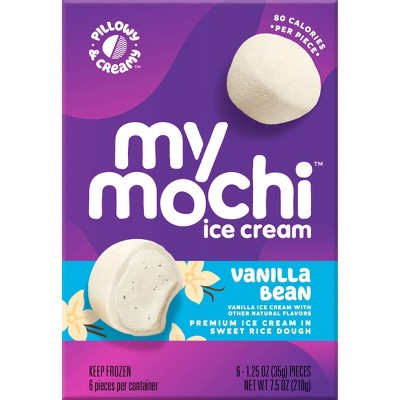 PILLOWY
& CREAMY™
80 CALORIES
*PER PIECE*
my
mochi™
ice cream
VANILLA
BEAN
VANILLA ICE CREAM WITH
OTHER NATURAL FLAVORS
PREMIUM ICE CREAM IN
SWEET RICE DOUGH
KEEP FROZEN
6 pieces per container
6 - 1.25 OZ (35g) PIECES
NET WT 7.5 OZ (210g)